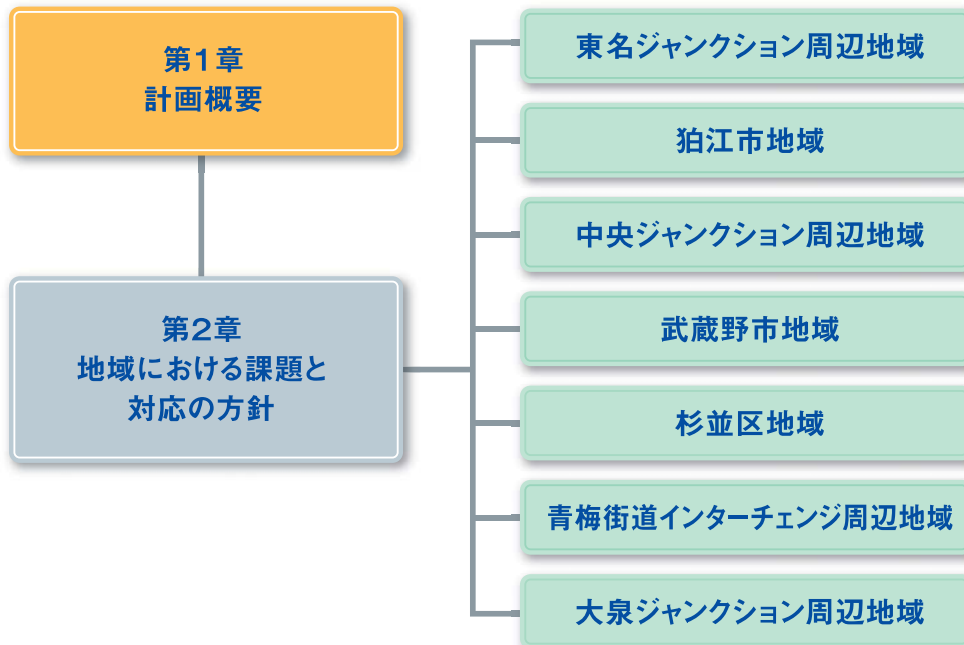 第1章
計画概要
第2章
地域における課題と
対応の方針
東名ジャンクション周辺地域
狛江市地域
中央ジャンクション周辺地域
武蔵野市地域
杉並区地域
青梅街道インターチェンジ周辺地域
大泉ジャンクション周辺地域